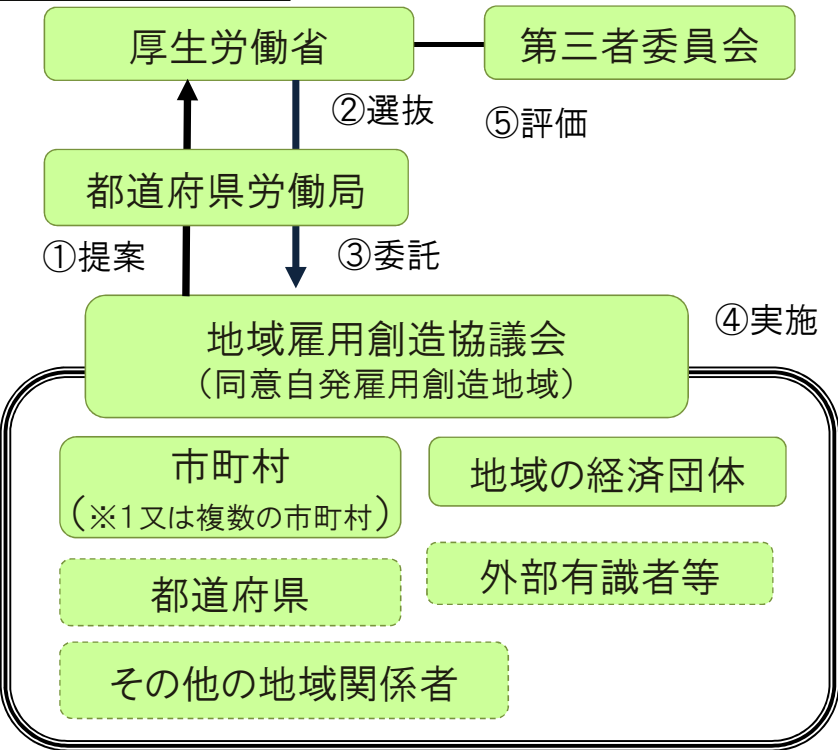 厚生労働省
第三者委員会
②選抜
⑤評価
都道府県労働局
①提案
③委託
地域雇用創造協議会
（同意自発雇用創造地域）
④実施
市町村
（※1又は複数の市町村）
地域の経済団体
都道府県
外部有識者等
その他の地域関係者